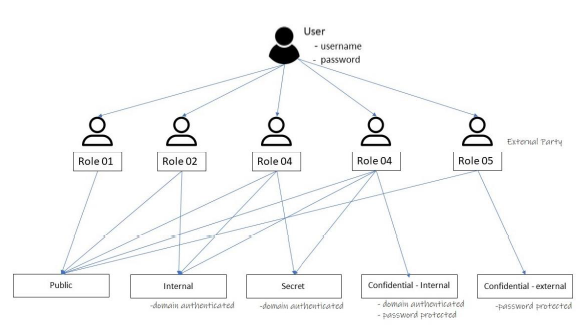 User
- username
- password
External Party
Role 01
Role 02
Role 04
Role 04
Role 05
Public
Internal
Secret
Confidential - Internal
Confidential - external
-domain authenticated
-domain authenticated
- domain authenticated
- password protected
-password protected